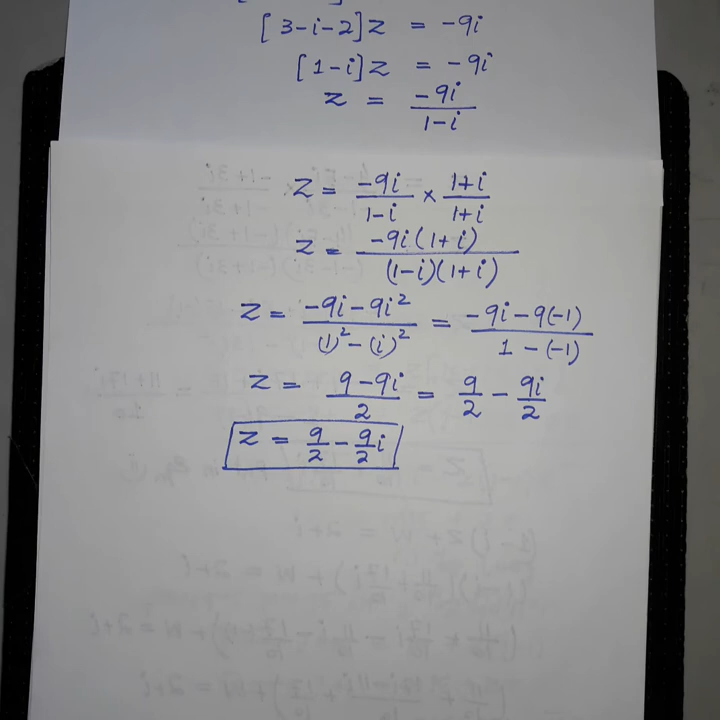 [3-i-2]z = -9i
[1-i]z = -9i
z = -9i/1-i
z = -9i/1-i × 1+i/1+i
z = -9i(1+i)/(1-i)(1+i)
z = -9i-9i²/(1)²-(i)² = -9i-9(-1)/1-(-1)
z = 9-9i/2 = 9/2 - 9i/2
z = 9/2 - 9/2 i